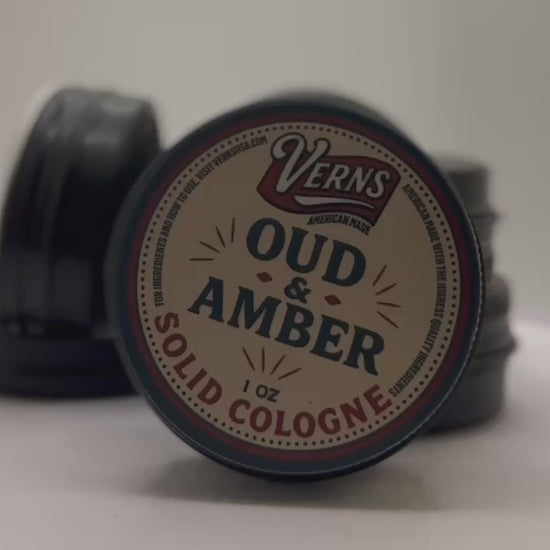 VERNS
AMERICAN MADE
OUD
&
AMBER
1 OZ
SOLID COLOGNE
FOR INGREDIENTS AND HOW TO USE, VISIT VERNSUSA.COM
AMERICAN MADE WITH THE HIGHEST QUALITY INGREDIENTS